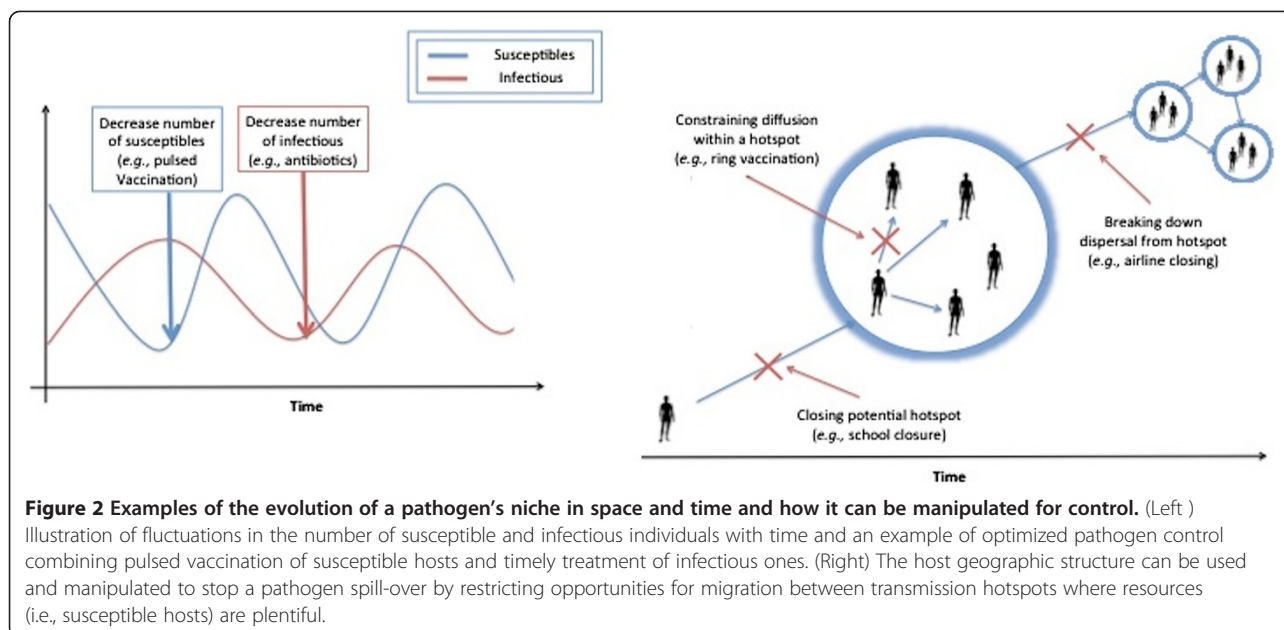 Susceptibles
Infectious
Decrease number
of susceptibles
(e.g., pulsed
Vaccination)
Decrease number
of infectious
(e.g., antibiotics)
Time
Constraining diffusion
within a hotspot
(e.g., ring vaccination)
Breaking down
dispersal from hotspot
(e.g., airline closing)
Closing potential hotspot
(e.g., school closure)
Time
Figure 2 Examples of the evolution of a pathogen’s niche in space and time and how it can be manipulated for control. (Left )
Illustration of fluctuations in the number of susceptible and infectious individuals with time and an example of optimized pathogen control
combining pulsed vaccination of susceptible hosts and timely treatment of infectious ones. (Right) The host geographic structure can be used
and manipulated to stop a pathogen spill-over by restricting opportunities for migration between transmission hotspots where resources
(i.e., susceptible hosts) are plentiful.